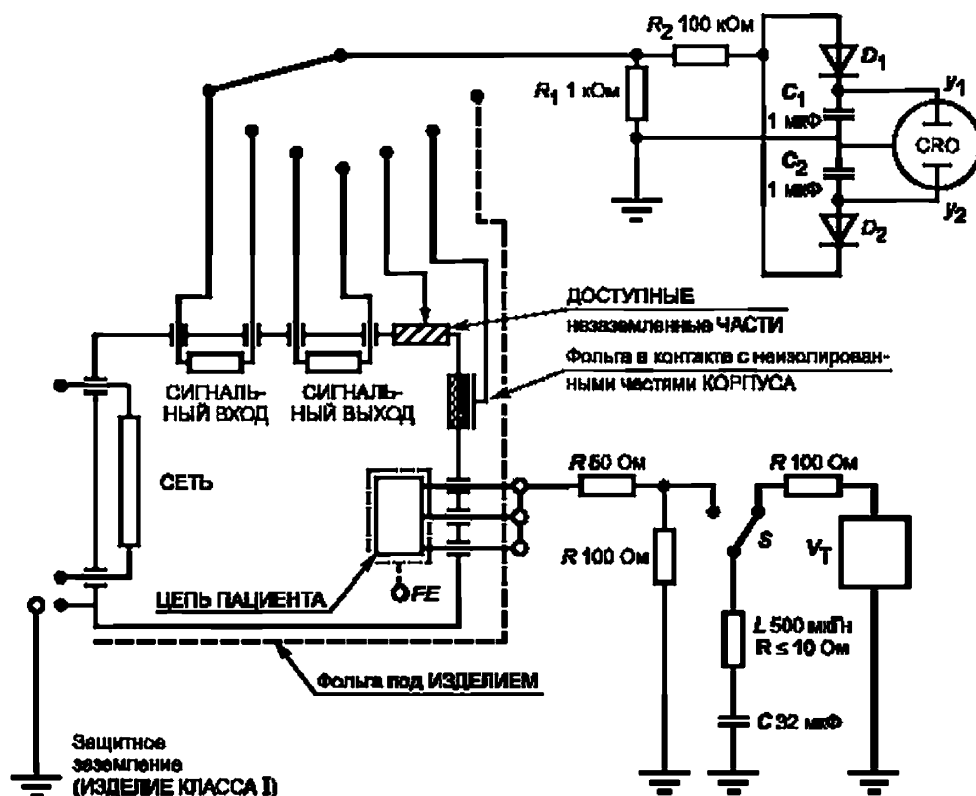 R2 100 кОм
D1
R1 1 кОм
C1
1 мкФ
y1
CRO
C2
1 мкФ
y2
D2
ДОСТУПНЫЕ
незаземленные ЧАСТИ
Фольга в контакте с неизолирован-
ными частями КОРПУСА
СИГНАЛЬ-
НЫЙ ВХОД
СИГНАЛЬ-
НЫЙ ВЫХОД
СЕТЬ
R 50 Ом
R 100 Ом
S
VT
R 100 Ом
ЦЕПЬ ПАЦИЕНТА
FE
L 500 мкГн
R ≤ 10 Ом
Фольга под ИЗДЕЛИЕМ
C 32 мкФ
Защитное
заземление
(ИЗДЕЛИЕ КЛАССА I)